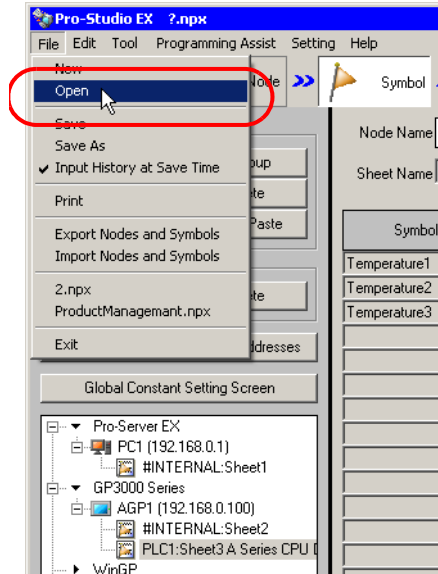 Pro-Studio EX ?.npx
File Edit Tool Programming Assist Setting Help
New
Open
Save
Save As
Input History at Save Time
Print
Export Nodes and Symbols
Import Nodes and Symbols
2.npx
ProductManagemant.npx
Exit
Node
Symbol
Node Name
Sheet Name
Paste
Symbol
Temperature1
Temperature2
Temperature3
Global Constant Setting Screen
Pro-Server EX
PC1 (192.168.0.1)
#INTERNAL:Sheet1
GP3000 Series
AGP1 (192.168.0.100)
#INTERNAL:Sheet2
PLC1:Sheet3 A Series CPU
WinGP